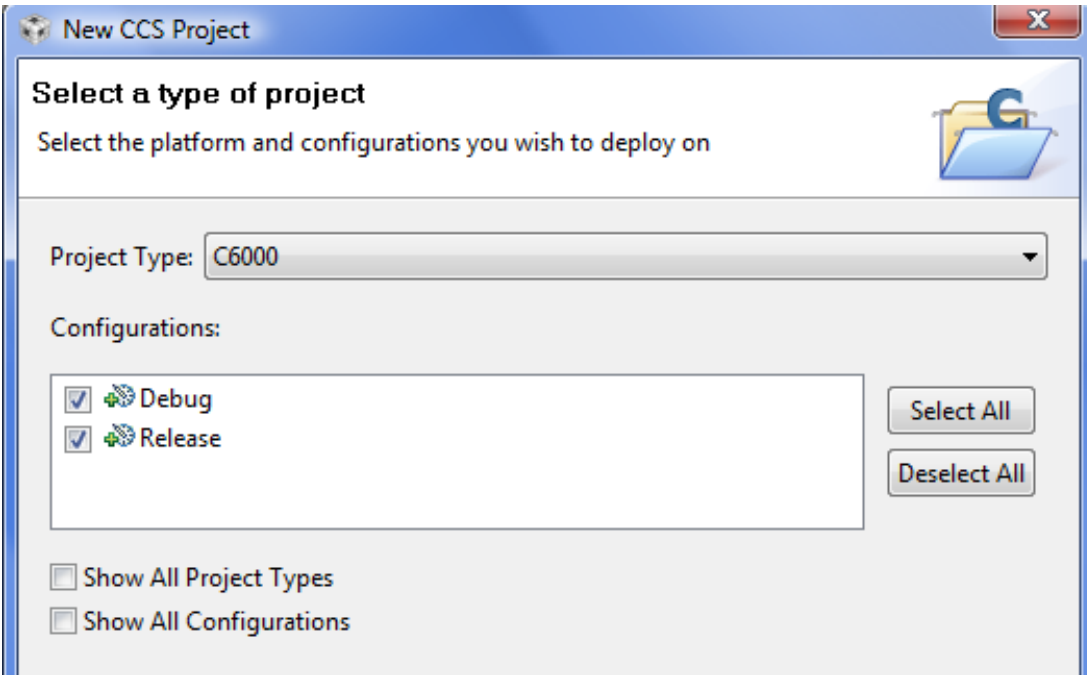 New CCS Project
X
Select a type of project
Select the platform and configurations you wish to deploy on
Project Type: C6000
Configurations:
Debug
Release
Select All
Deselect All
Show All Project Types
Show All Configurations